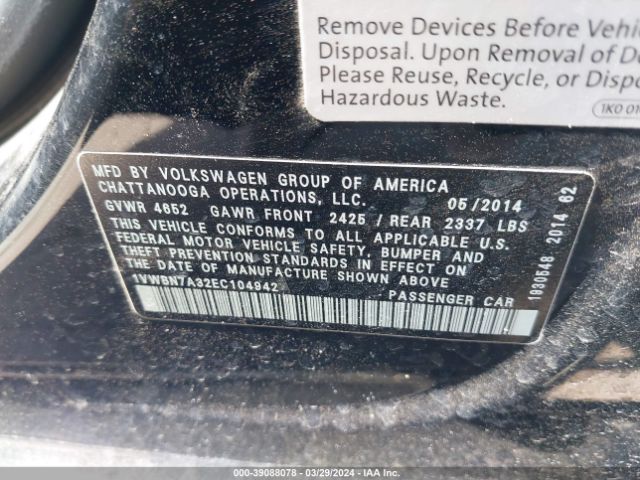 Remove Devices Before Vehi
Disposal. Upon Removal of D
Please Reuse, Recycle, or Disp
Hazardous Waste.
1K0 01
MFD BY VOLKSWAGEN GROUP OF AMERICA
CHATTANOOGA OPERATIONS, LLC. 05/2014
GVWR 4652 GAWR FRONT 2425 / REAR 2337 LBS
THIS VEHICLE CONFORMS TO ALL APPLICABLE U.S.
FEDERAL MOTOR VEHICLE SAFETY, BUMPER AND
THEFT PREVENTION STANDARDS IN EFFECT ON
THE DATE OF MANUFACTURE SHOWN ABOVE
1VWBN7A32EC104942 PASSENGER CAR
1930548 2014 62
000-39088078 — 03/29/2024 — IAA Inc.